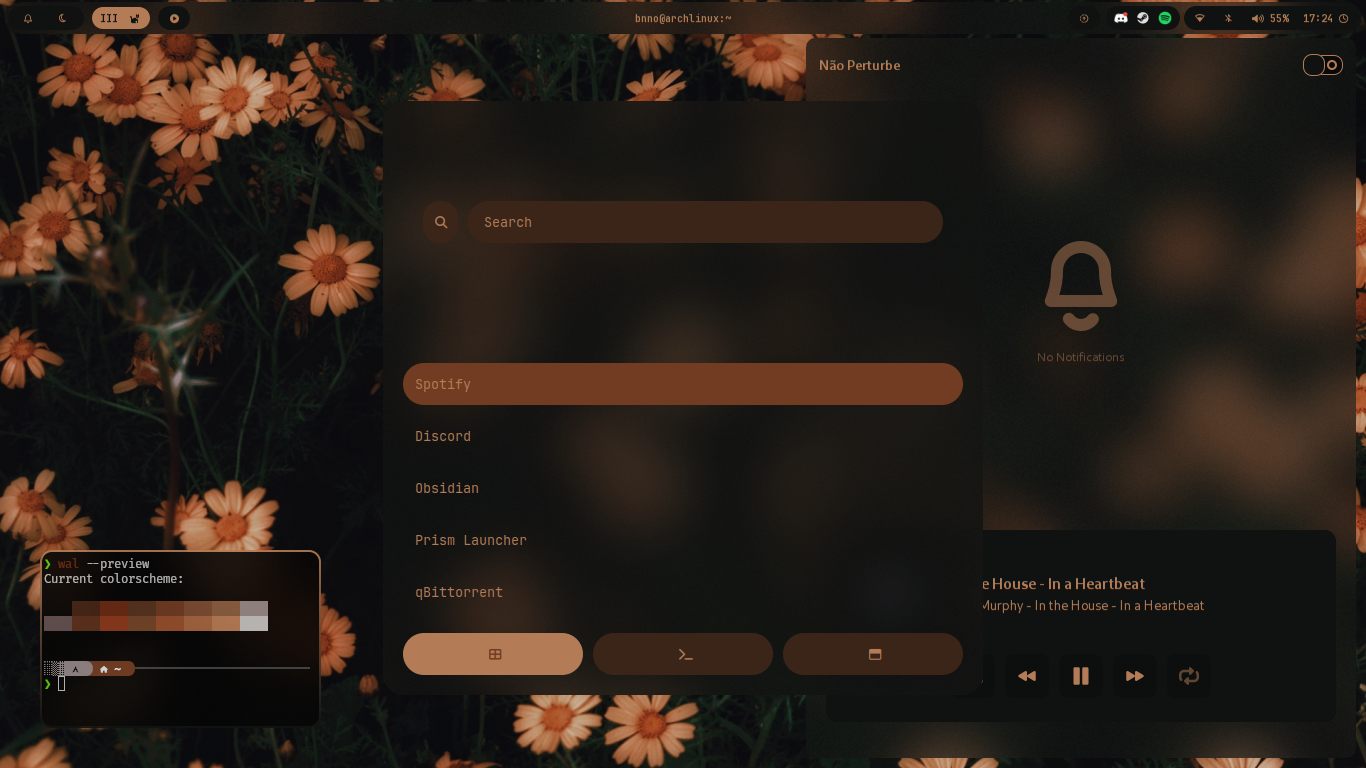 III
bnno@archlinux:~
55%
17:24
Não Perturbe
Search
No Notifications
Spotify
Discord
Obsidian
Prism Launcher
qBittorrent
e House - In a Heartbeat
Murphy - In the House - In a Heartbeat
❯ wal --preview
Current colorscheme:
~
❯